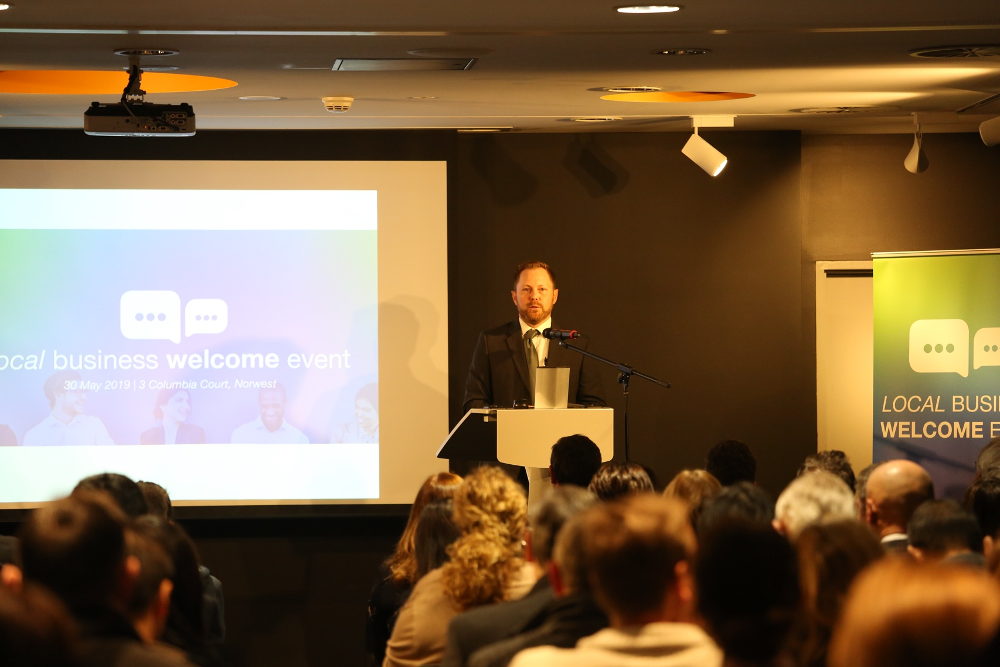 ocal business welcome event
30 May 2019 | 3 Columbia Court, Norwest
LOCAL BUSI
WELCOME E